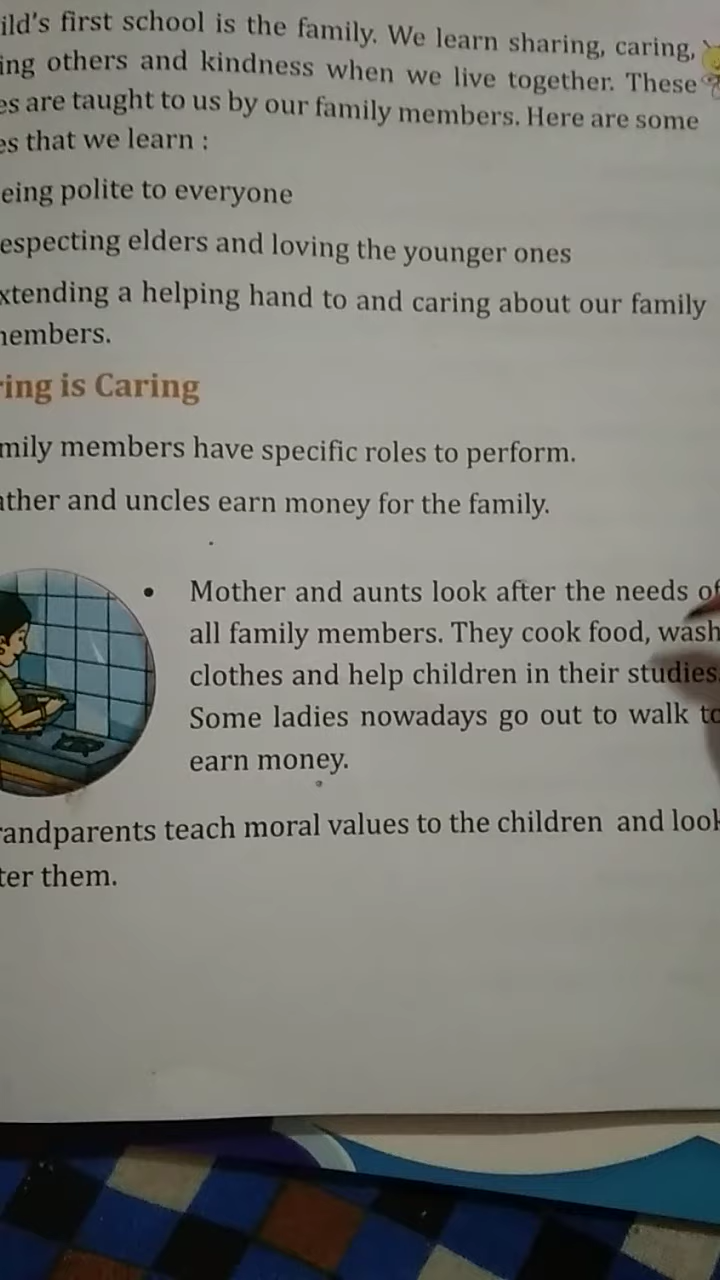 ild's first school is the family. We learn sharing, caring,
ing others and kindness when we live together. These
es are taught to us by our family members. Here are some
es that we learn :
eing polite to everyone
especting elders and loving the younger ones
xtending a helping hand to and caring about our family
embers.
ring is Caring
mily members have specific roles to perform.
ather and uncles earn money for the family.
• Mother and aunts look after the needs of
all family members. They cook food, wash
clothes and help children in their studies.
Some ladies nowadays go out to walk to
earn money.
randparents teach moral values to the children and look
ter them.